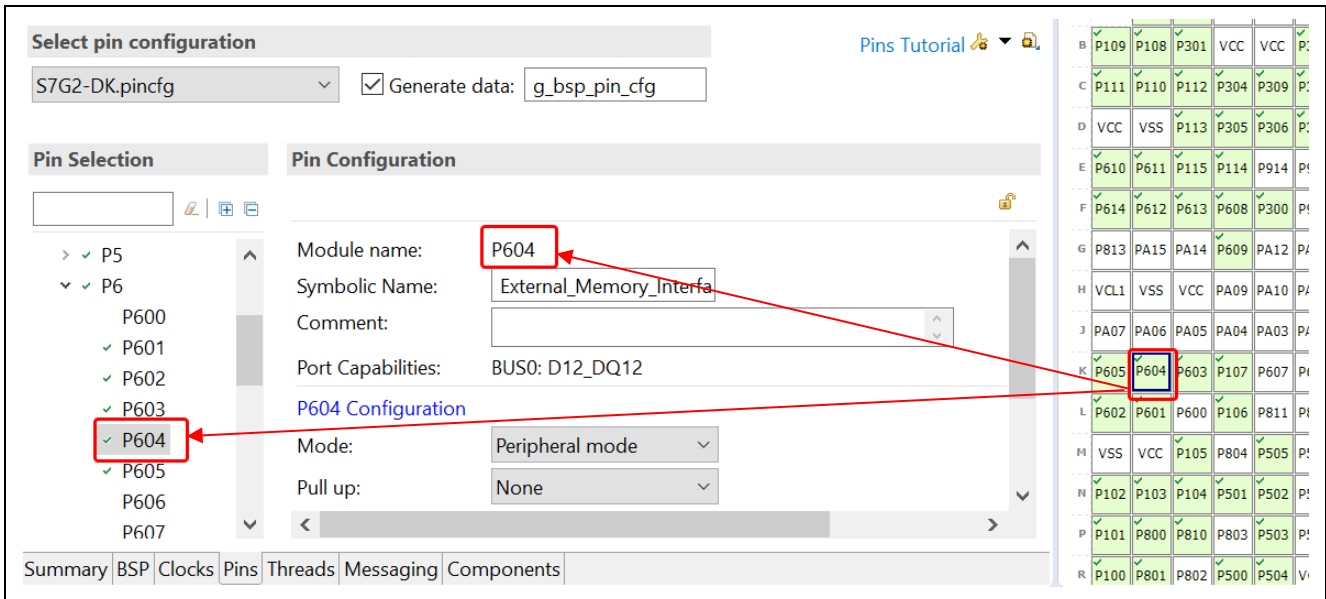 Select pin configuration
Pins Tutorial
S7G2-DK.pincfg
Generate data: g_bsp_pin_cfg
Pin Selection
Pin Configuration
P5
P6
P600
P601
P602
P603
P604
P605
P606
P607
Module name: P604
Symbolic Name: External_Memory_Interfa
Comment:
Port Capabilities: BUS0: D12_DQ12
P604 Configuration
Mode: Peripheral mode
Pull up: None
Summary BSP Clocks Pins Threads Messaging Components
B P109 P108 P301 VCC VCC
C P111 P110 P112 P304 P309
D VCC VSS P113 P305 P306
E P610 P611 P115 P114 P914
F P614 P612 P613 P608 P300
G P813 PA15 PA14 P609 PA12
H VCL1 VSS VCC PA09 PA10
J PA07 PA06 PA05 PA04 PA03
K P605 P604 P603 P107 P607
L P602 P601 P600 P106 P811
M VSS VCC P105 P804 P505
N P102 P103 P104 P501 P502
P P101 P800 P810 P803 P503
R P100 P801 P802 P500 P504